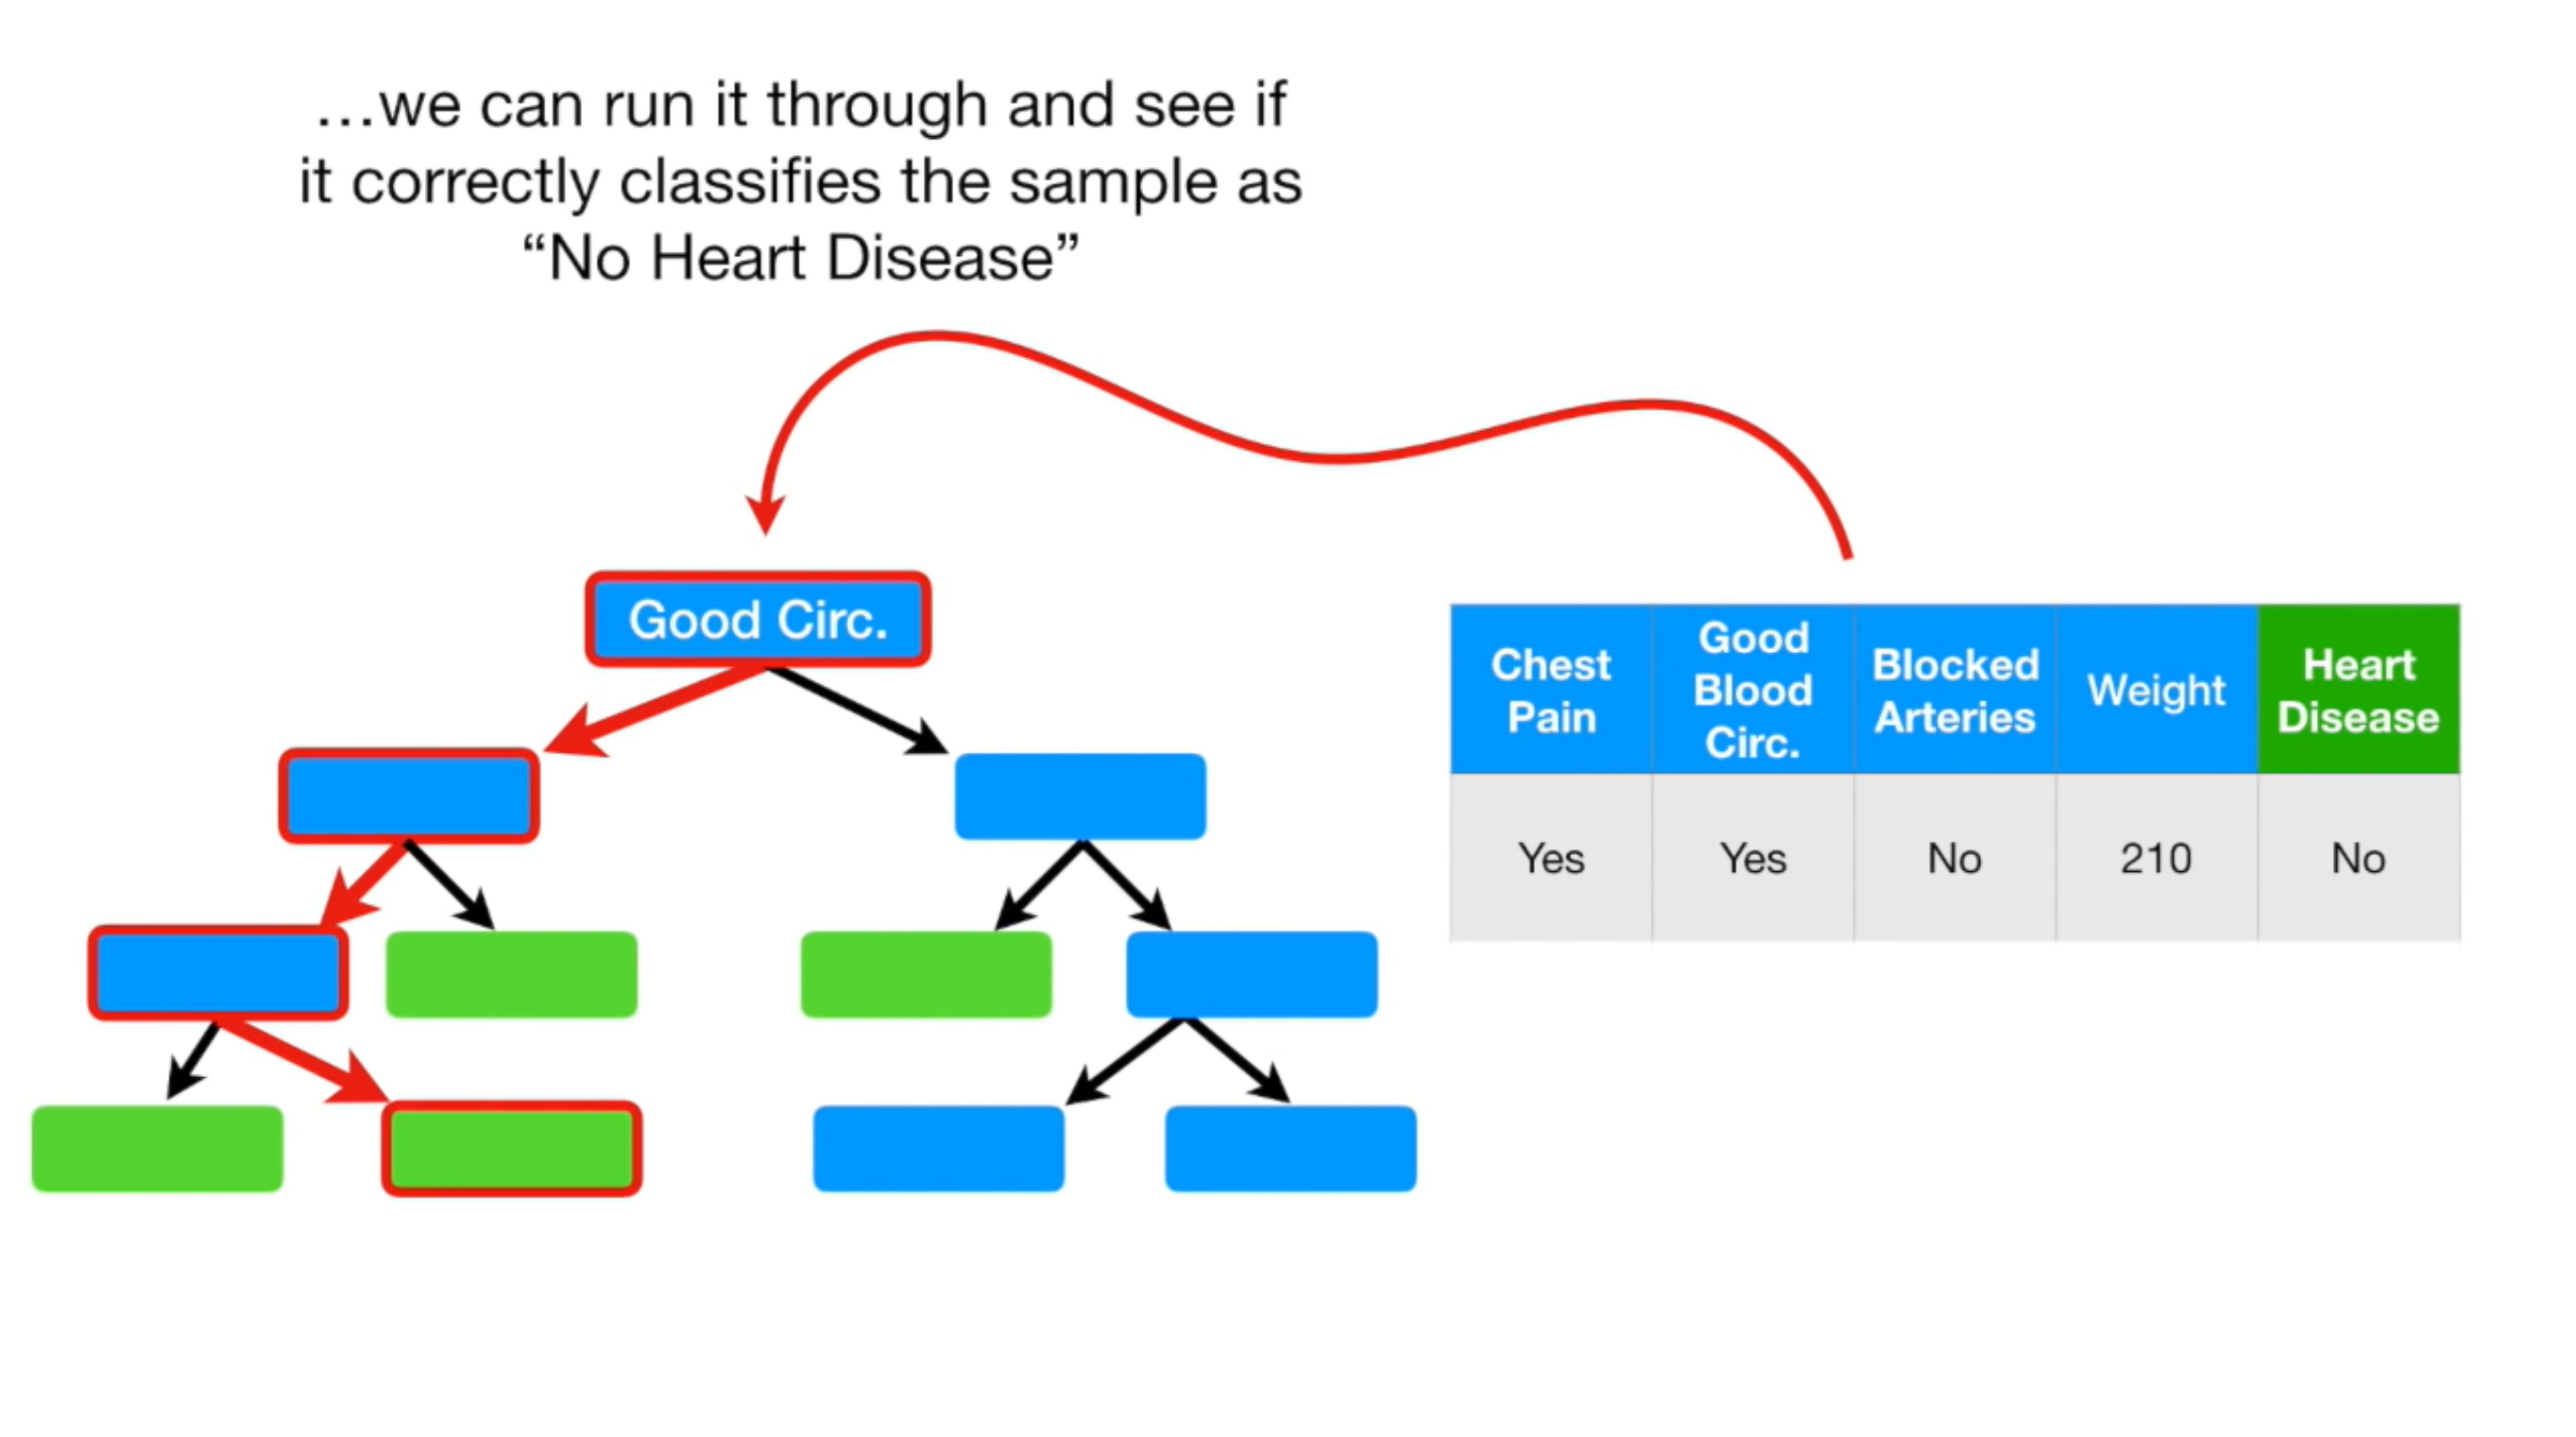 …we can run it through and see if
it correctly classifies the sample as
“No Heart Disease”
Good Circ.
Chest
Pain
Good
Blood
Circ.
Blocked
Arteries
Weight
Heart
Disease
Yes
Yes
No
210
No